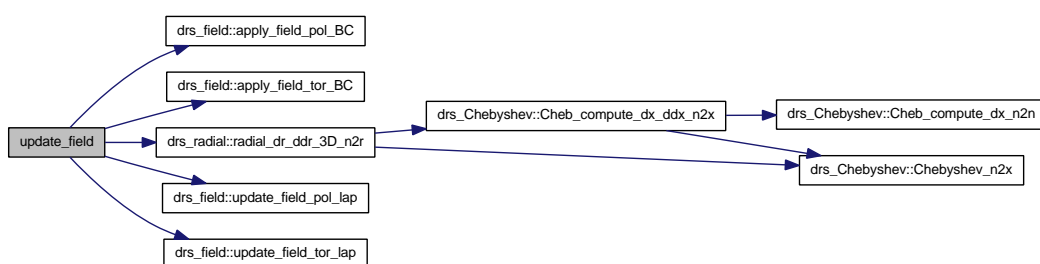 drs_field::apply_field_pol_BC
drs_field::apply_field_tor_BC
update_field
drs_radial::radial_dr_ddr_3D_n2r
drs_Chebyshev::Cheb_compute_dx_ddx_n2x
drs_Chebyshev::Cheb_compute_dx_n2n
drs_Chebyshev::Chebyshev_n2x
drs_field::update_field_pol_lap
drs_field::update_field_tor_lap